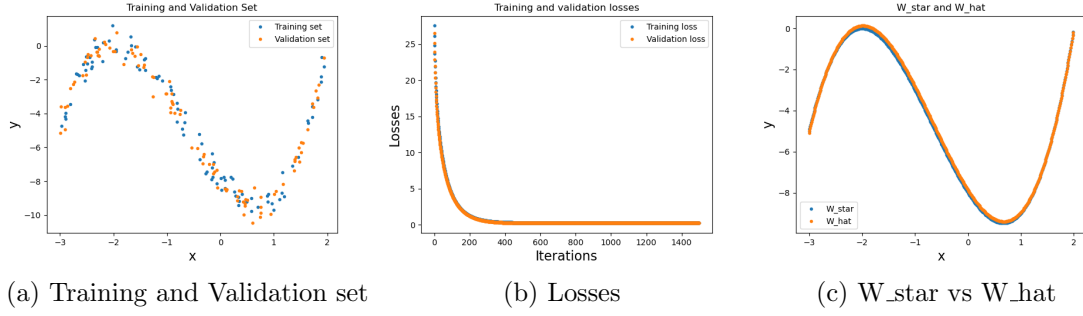 Training and Validation Set
Training set
Validation set
0
−2
−4
−6
−8
−10
y
−3
−2
−1
0
1
2
x
(a) Training and Validation set
Training and validation losses
Training loss
Validation loss
25
20
15
10
5
0
Losses
0
200
400
600
800
1000
1200
1400
Iterations
(b) Losses
W_star and W_hat
0
−2
−4
−6
−8
y
W_star
W_hat
−3
−2
−1
0
1
2
x
(c) W_star vs W_hat